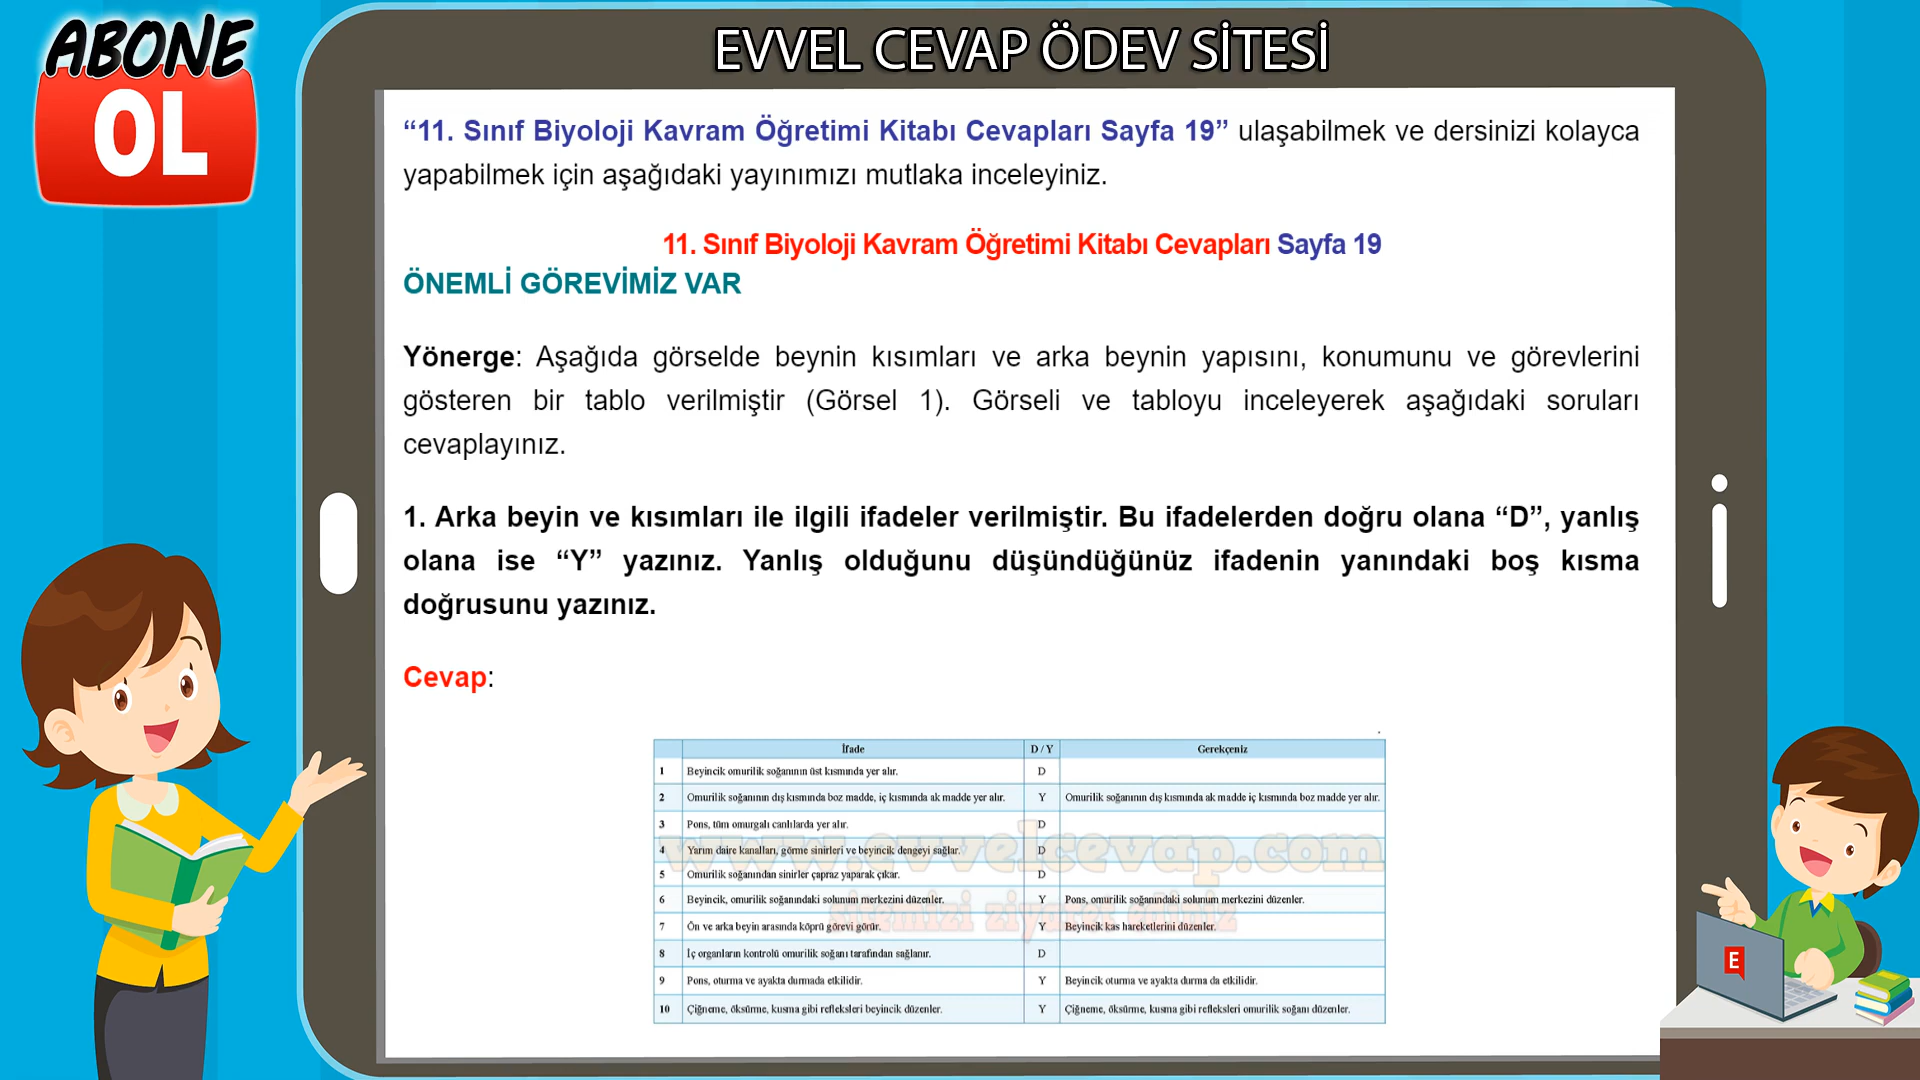 ABONE
OL
EVVEL CEVAP ÖDEV SİTESİ
“11. Sınıf Biyoloji Kavram Öğretimi Kitabı Cevapları Sayfa 19” ulaşabilmek ve dersinizi kolayca
yapabilmek için aşağıdaki yayınımızı mutlaka inceleyiniz.
11. Sınıf Biyoloji Kavram Öğretimi Kitabı Cevapları Sayfa 19
ÖNEMLİ GÖREVİMİZ VAR
Yönerge: Aşağıda görselde beynin kısımları ve arka beynin yapısını, konumunu ve görevlerini
gösteren bir tablo verilmiştir (Görsel 1). Görseli ve tabloyu inceleyerek aşağıdaki soruları
cevaplayınız.
1. Arka beyin ve kısımları ile ilgili ifadeler verilmiştir. Bu ifadelerden doğru olana “D”, yanlış
olana ise “Y” yazınız. Yanlış olduğunu düşündüğünüz ifadenin yanındaki boş kısma
doğrusunu yazınız.
Cevap:
İfade D / Y Gerekçeniz
1 Beyincik omurilik soğanının üst kısmında yer alır. D
2 Omurilik soğanının dış kısmında boz madde, iç kısmında ak madde yer alır. Y Omurilik soğanının dış kısmında ak madde iç kısmında boz madde yer alır.
3 Pons, tüm omurgalı canlılarda yer alır. D
4 Yarım daire kanalları, görme sinirleri ve beyincik dengeyi sağlar. D
www.evvelcevap.com
5 Omurilik soğanından sinirler çapraz yaparak çıkar. D
6 Beyincik, omurilik soğanındaki solunum merkezini düzenler. Y Pons, omurilik soğanındaki solunum merkezini düzenler.
sitemizi ziyaret ediniz
7 Ön ve arka beyin arasında köprü görevi görür. Y Beyincik kas hareketlerini düzenler.
8 İç organların kontrolü omurilik soğanı tarafından sağlanır. D
9 Pons, oturma ve ayakta durmada etkilidir. Y Beyincik oturma ve ayakta durma da etkilidir.
10 Çiğneme, öksürme, kusma gibi refleksleri beyincik düzenler. Y Çiğneme, öksürme, kusma gibi refleksleri omurilik soğanı düzenler.
E